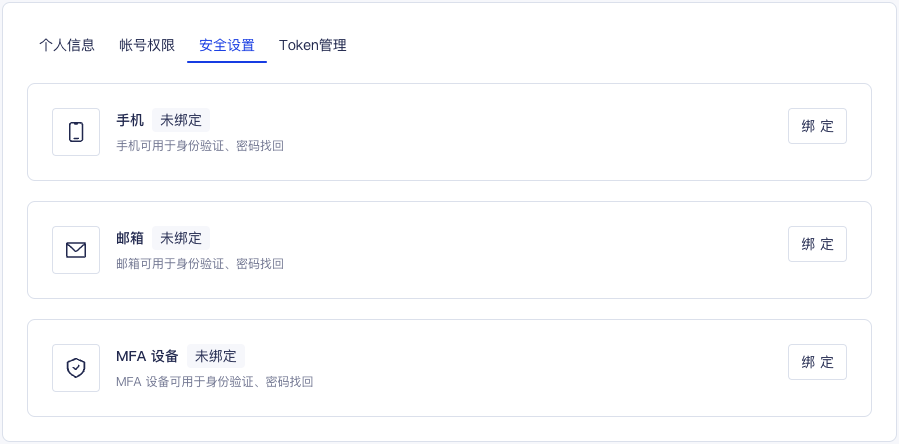 个人信息 帐号权限 安全设置 Token管理
手机 未绑定
手机可用于身份验证、密码找回
绑 定
邮箱 未绑定
邮箱可用于身份验证、密码找回
绑 定
MFA 设备 未绑定
MFA 设备可用于身份验证、密码找回
绑 定